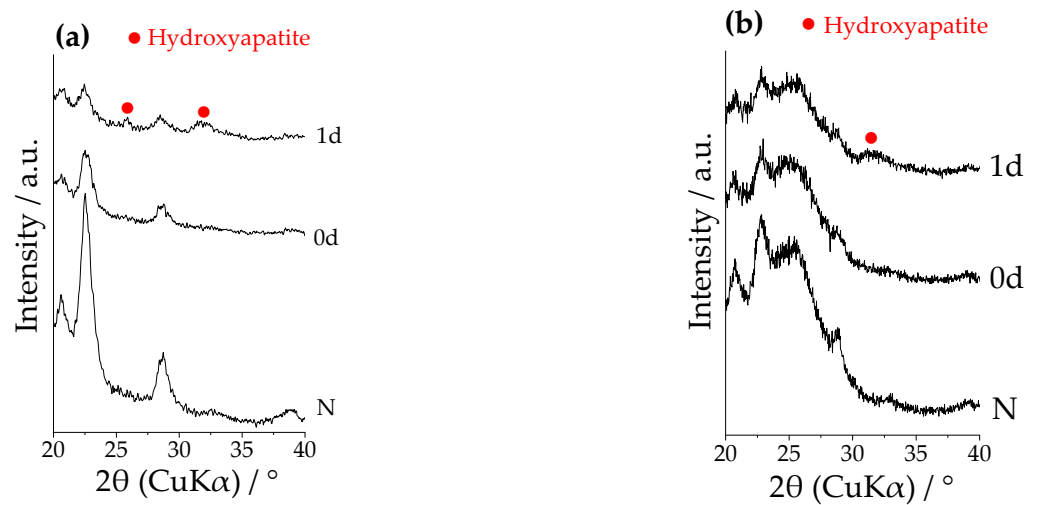 (a)
● Hydroxyapatite
1d
0d
N
Intensity / a.u.
20 25 30 35 40
2θ (CuKα) / °
(b)
● Hydroxyapatite
1d
0d
N
Intensity / a.u.
20 25 30 35 40
2θ (CuKα) / °